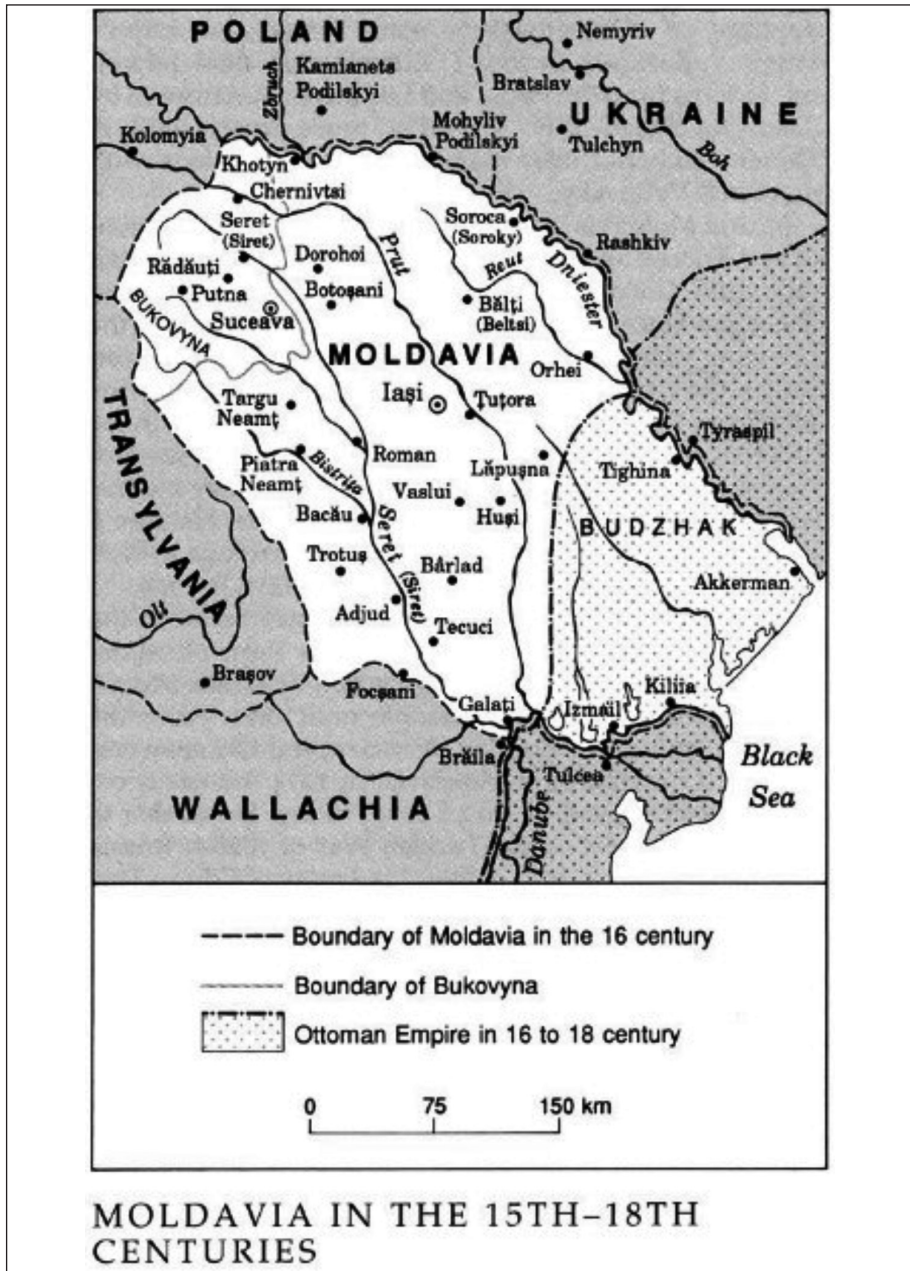 POLAND
Nemyriv
Zbruch
Kamianets
Podilskyi
Bratslav
UKRAINE
Kolomyia
Mohyliv
Podilskyi
Tulchyn
Boh
Khotyn
Chernivtsi
Seret
(Siret)
Dorohoi
Prut
Soroca
(Soroky)
Reut
Dniester
Rashkiv
Rădăuți
Putna
Botoșani
Bălți
(Beltsi)
BUKOVYNA
Suceava
MOLDAVIA
Orhei
TRANSYLVANIA
Targu
Neamț
Iași
Tuțora
Tyraspil
Roman
Lăpușna
Tighina
Piatra
Neamț
Bistrița
Vaslui
Huși
BUDZHAK
Bacău
Seret
(Siret)
Trotuș
Bârlad
Akkerman
Olt
Adjud
Tecuci
Brașov
Focșani
Galați
Izmail
Kiliia
Brăila
Tulcea
Black
Sea
WALLACHIA
Danube
Boundary of Moldavia in the 16 century
Boundary of Bukovyna
Ottoman Empire in 16 to 18 century
0 75 150 km
MOLDAVIA IN THE 15TH–18TH
CENTURIES